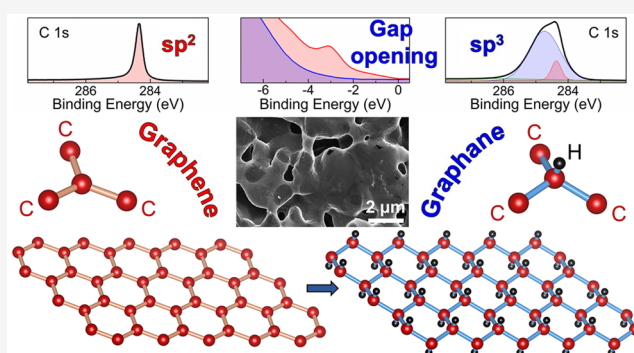 C 1s
sp2
286
284
Binding Energy (eV)
Gap
opening
-6
-4
-2
0
Binding Energy (eV)
sp3
C 1s
286
284
Binding Energy (eV)
C
C
C
Graphene
2 μm
Graphane
C
H
C
C